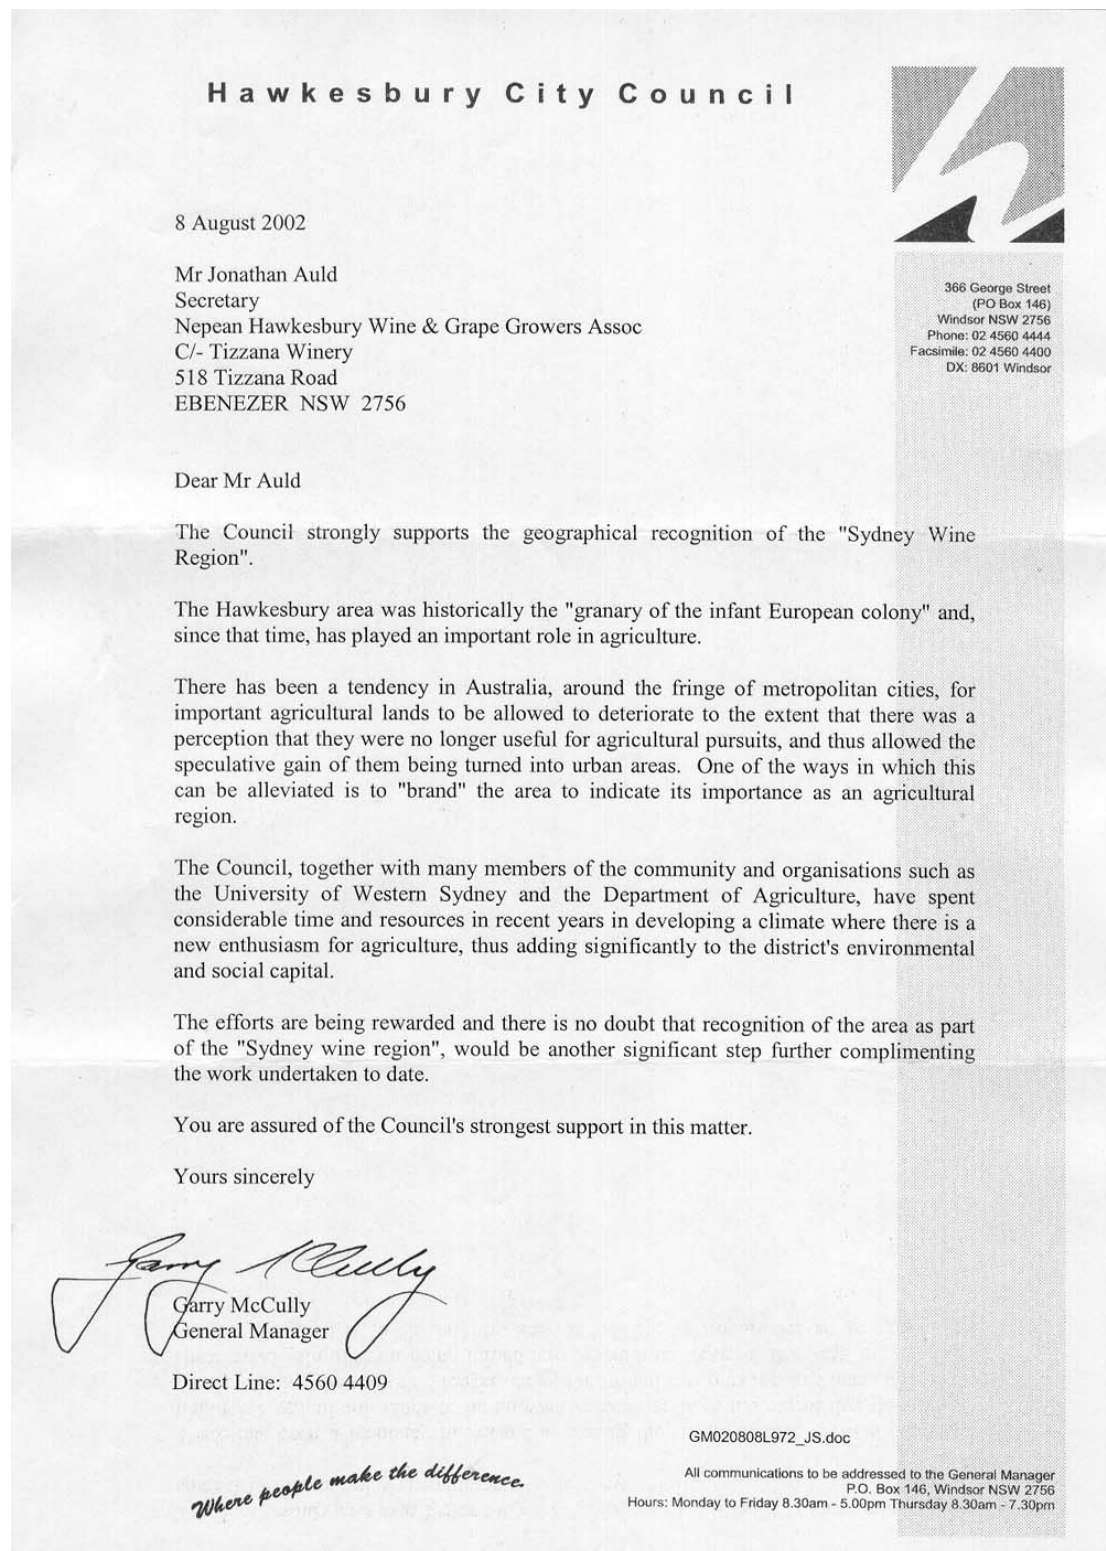 Hawkesbury City Council
8 August 2002
Mr Jonathan Auld
Secretary
Nepean Hawkesbury Wine & Grape Growers Assoc
C/- Tizzana Winery
518 Tizzana Road
EBENEZER NSW 2756
366 George Street
(PO Box 146)
Windsor NSW 2756
Phone: 02 4560 4444
Facsimile: 02 4560 4400
DX: 8601 Windsor
Dear Mr Auld
The Council strongly supports the geographical recognition of the "Sydney Wine
Region".
The Hawkesbury area was historically the "granary of the infant European colony" and,
since that time, has played an important role in agriculture.
There has been a tendency in Australia, around the fringe of metropolitan cities, for
important agricultural lands to be allowed to deteriorate to the extent that there was a
perception that they were no longer useful for agricultural pursuits, and thus allowed the
speculative gain of them being turned into urban areas. One of the ways in which this
can be alleviated is to "brand" the area to indicate its importance as an agricultural
region.
The Council, together with many members of the community and organisations such as
the University of Western Sydney and the Department of Agriculture, have spent
considerable time and resources in recent years in developing a climate where there is a
new enthusiasm for agriculture, thus adding significantly to the district's environmental
and social capital.
The efforts are being rewarded and there is no doubt that recognition of the area as part
of the "Sydney wine region", would be another significant step further complimenting
the work undertaken to date.
You are assured of the Council's strongest support in this matter.
Yours sincerely
Garry McCully
Garry McCully
General Manager
Direct Line: 4560 4409
GM020808L972_JS.doc
Where people make the difference.
All communications to be addressed to the General Manager
P.O. Box 146, Windsor NSW 2756
Hours: Monday to Friday 8.30am - 5.00pm Thursday 8.30am - 7.30pm